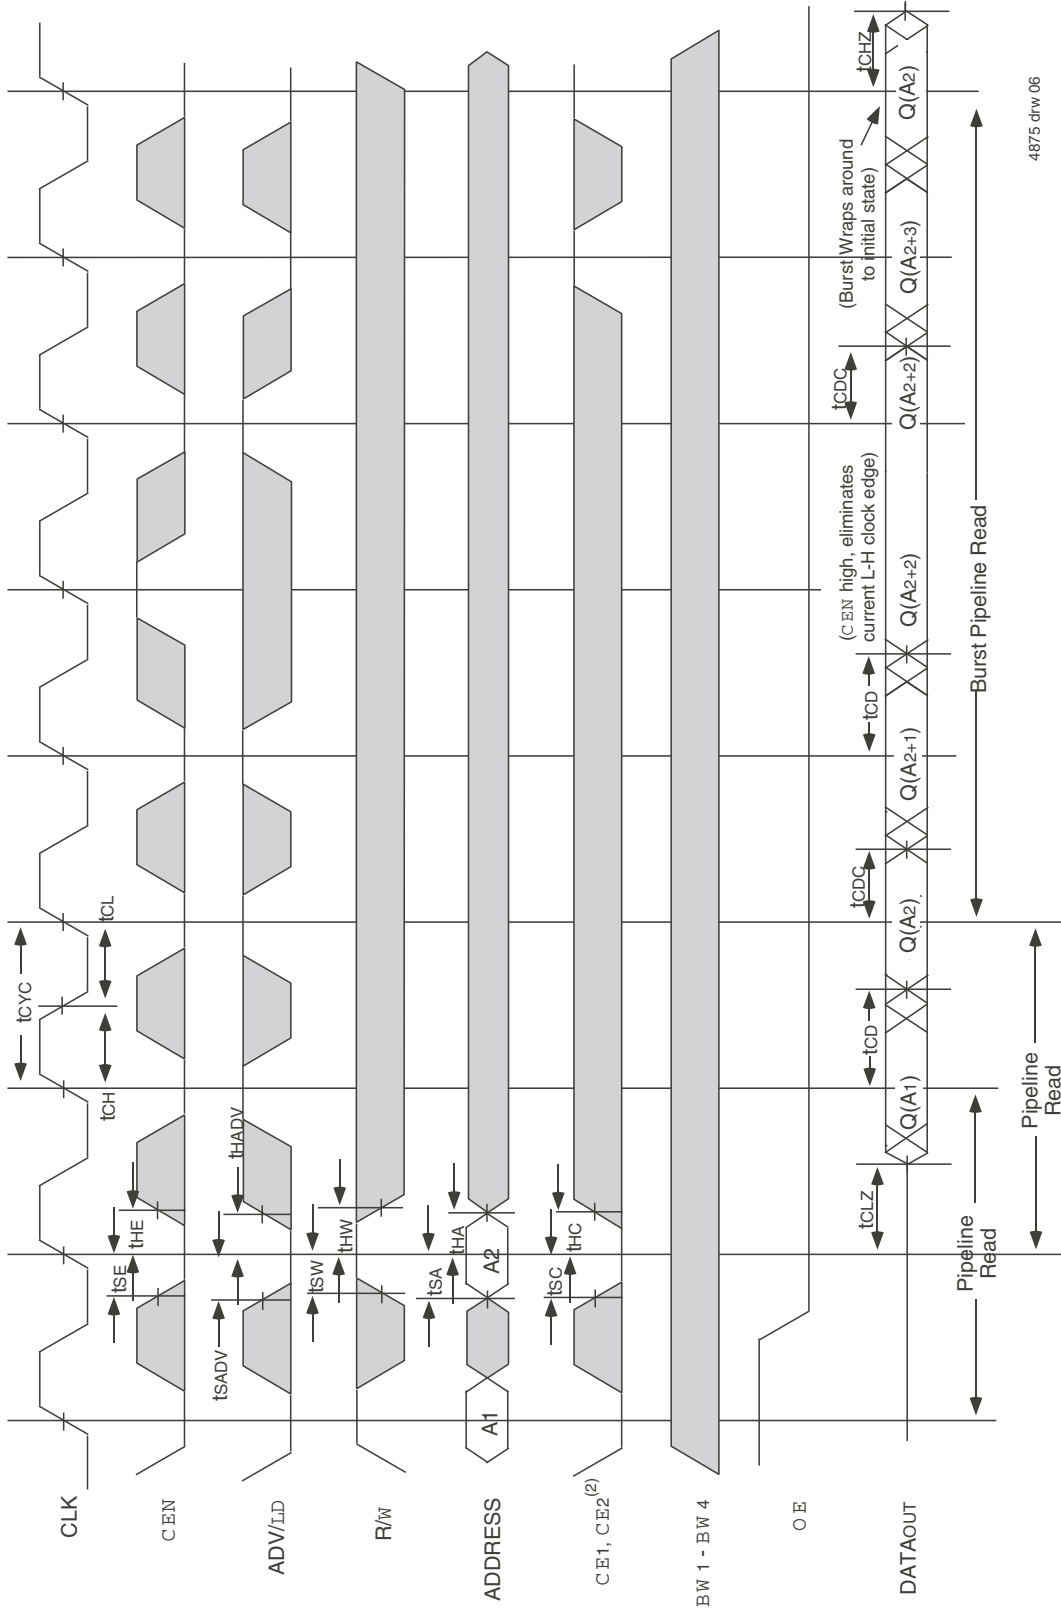 CLK
tCYC
tCH
tCL
CEN
tSE
tHE
ADV/LD
tSADV
tHADV
R/W
tSW
tHW
ADDRESS
A1
A2
tSA
tHA
CE1, CE2(2)
tSC
tHC
BW1 - BW4
OE
DATAOUT
tCLZ
Q(A1)
tCD
Q(A2)
tCDC
Q(A2+1)
tCD
Q(A2+2)
(CEN high, eliminates
current L-H clock edge)
Q(A2+2)
tCDC
Q(A2+3)
(Burst Wraps around
to initial state)
Q(A2)
tCHZ
Pipeline
Read
Pipeline
Read
Burst Pipeline Read
4875 drw 06